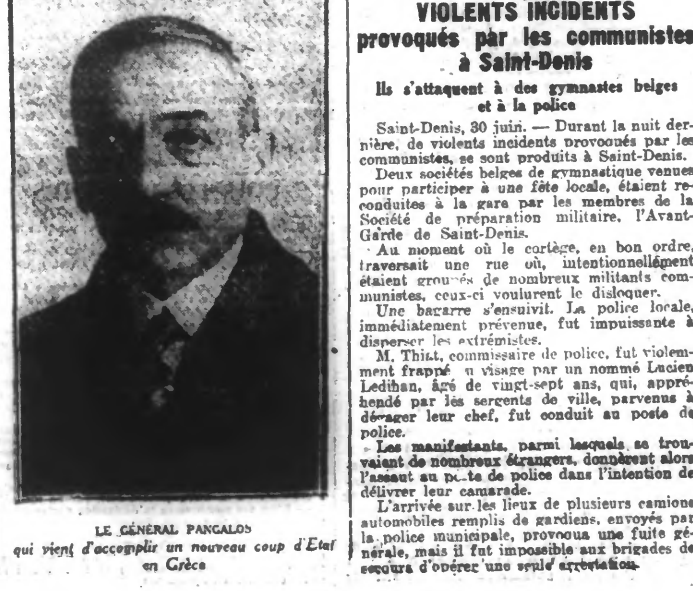 LE GÉNÉRAL PANGALOS
qui vient d'accomplir un nouveau coup d'Etat
en Grèce
VIOLENTS INCIDENTS
provoqués par les communistes
à Saint-Denis
Ils s'attaquent à des gymnastes belges
et à la police
Saint-Denis, 30 juin. — Durant la nuit der-
nière, de violents incidents provoqués par les
communistes, se sont produits à Saint-Denis.
Deux sociétés belges de gymnastique venues
pour participer à une fête locale, étaient re-
conduites à la gare par les membres de la
Société de préparation militaire, l'Avant-
Garde de Saint-Denis.
Au moment où le cortège, en bon ordre,
traversait une rue où, intentionnellement
étaient groupés de nombreux militants com-
munistes, ceux-ci voulurent le disloquer.
Une bagarre s'ensuivit. La police locale,
immédiatement prévenue, fut impuissante à
disperser les extrémistes.
M. Thiat, commissaire de police, fut violem-
ment frappé au visage par un nommé Lucien
Ledihan, âgé de vingt-sept ans, qui, appré-
hendé par les sergents de ville, parvenus à
dégager leur chef, fut conduit au poste de
police.
Les manifestants, parmi lesquels se trou-
vaient de nombreux étrangers, donnèrent alors
l'assaut au poste de police dans l'intention de
délivrer leur camarade.
L'arrivée sur les lieux de plusieurs camions
automobiles remplis de gardiens, envoyés par
la police municipale, provoqua une fuite gé-
nérale, mais il fut impossible aux brigades de
secours d'opérer une seule arrestation.